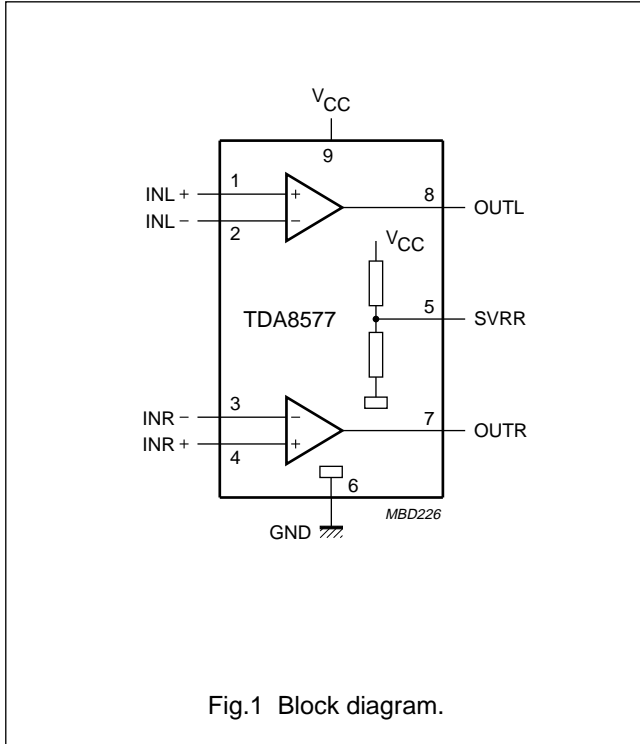 VCC
9
INL +
1
+
INL −
2
−
8
OUTL
VCC
TDA8577
5
SVRR
INR −
3
−
INR +
4
+
7
OUTR
6
MBD226
GND
Fig.1 Block diagram.